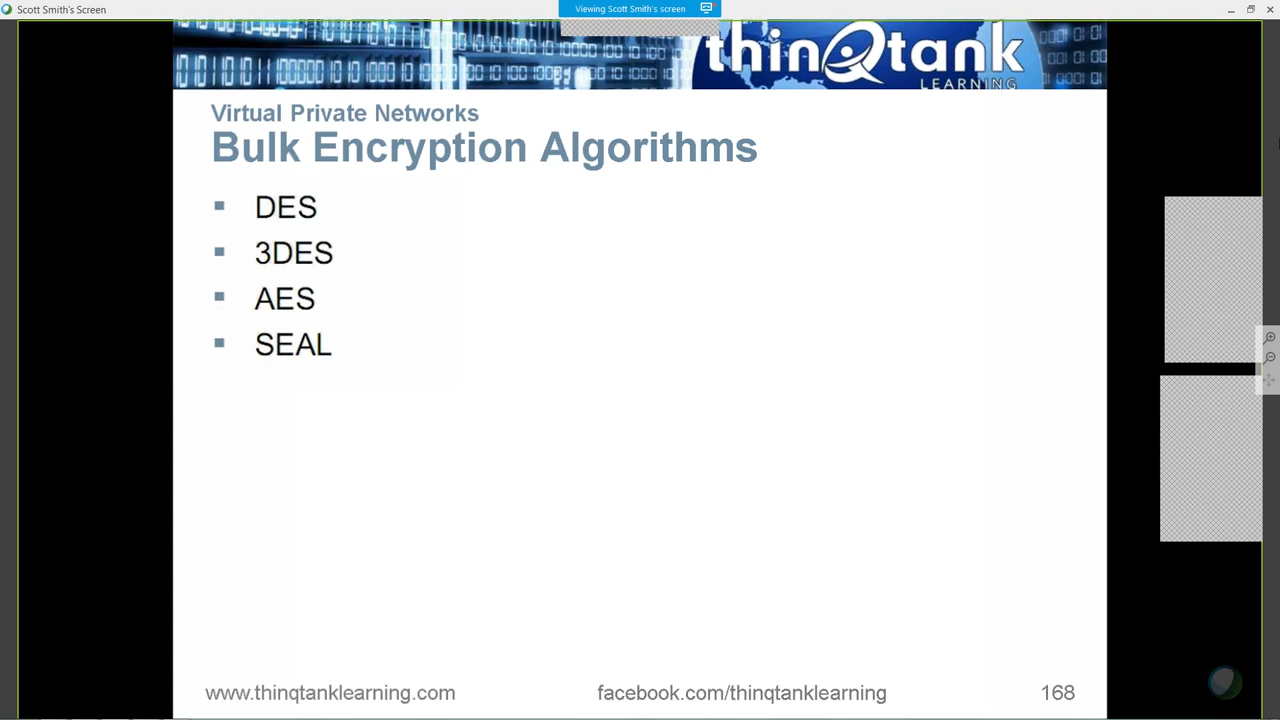 Scott Smith's Screen
Viewing Scott Smith's screen
thinQtank
LEARNING
Virtual Private Networks
Bulk Encryption Algorithms
DES
3DES
AES
SEAL
www.thinqtanklearning.com
facebook.com/thinqtanklearning
168